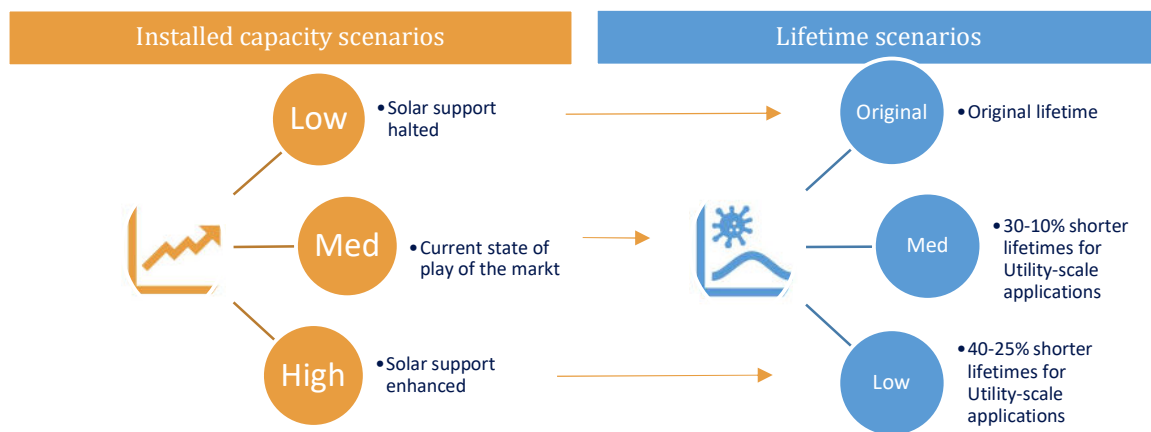 Installed capacity scenarios
Lifetime scenarios
Low
•Solar support
halted
Original
•Original lifetime
Med
•Current state of
play of the markt
Med
•30-10% shorter
lifetimes for
Utility-scale
applications
High
•Solar support
enhanced
Low
•40-25% shorter
lifetimes for
Utility-scale
applications